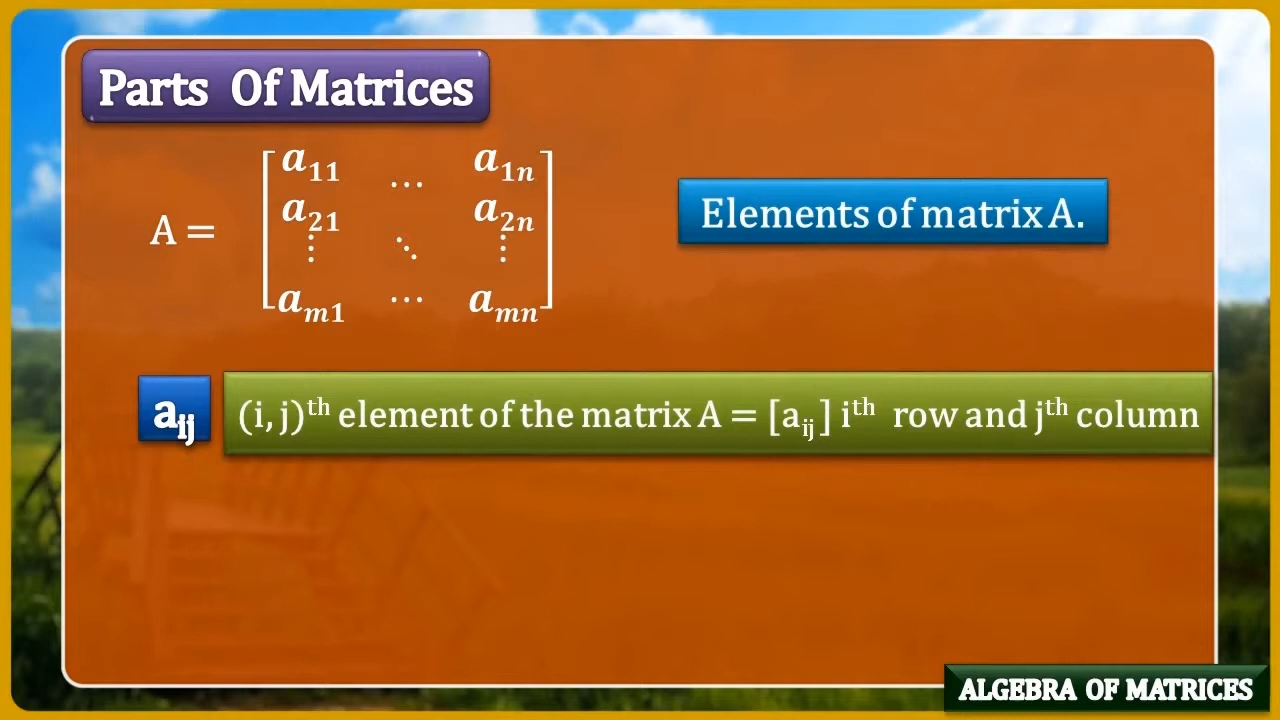 Parts Of Matrices
a₁₁ … a₁ₙ
A = a₂₁ a₂ₙ
⋮ ⋱ ⋮
aₘ₁ … aₘₙ
Elements of matrix A.
aᵢⱼ (i, j)ᵗʰ element of the matrix A = [aᵢⱼ] iᵗʰ row and jᵗʰ column
ALGEBRA OF MATRICES